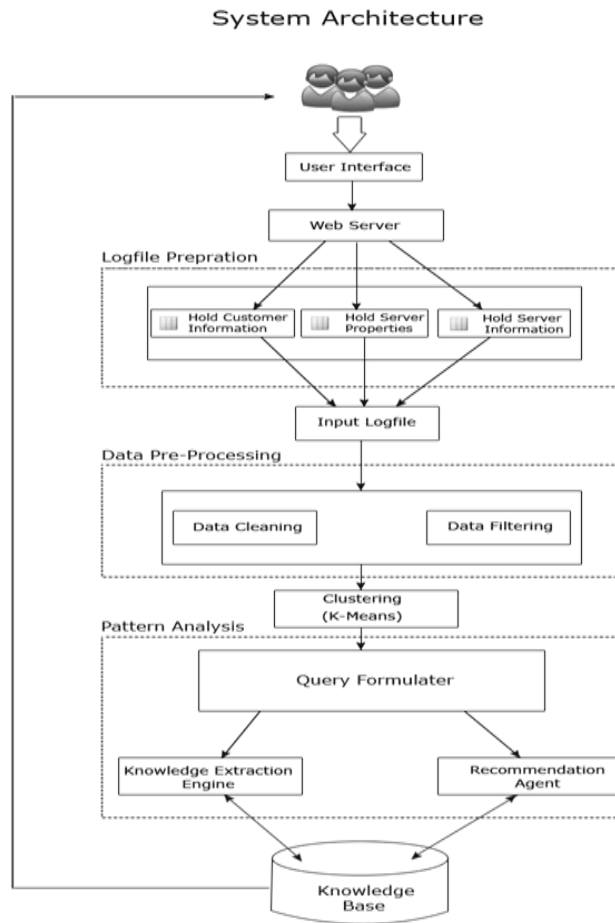 System Architecture
User Interface
Web Server
Logfile Prepration
Hold Customer
Information
Hold Server
Properties
Hold Server
Information
Input Logfile
Data Pre-Processing
Data Cleaning
Data Filtering
Clustering
(K-Means)
Pattern Analysis
Query Formulater
Knowledge Extraction
Engine
Recommendation
Agent
Knowledge
Base